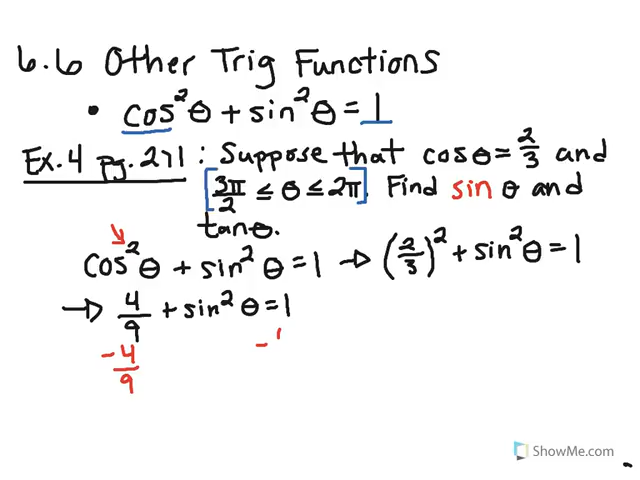 6.6 Other Trig Functions
• cos²θ + sin²θ = 1
Ex.4 pg.271 : Suppose that cosθ = 2/3 and
[3π/2 ≤ θ ≤ 2π]. Find sin θ and
tanθ.
cos²θ + sin²θ = 1 → (2/3)² + sin²θ = 1
→ 4/9 + sin²θ = 1
-4/9 -
ShowMe.com